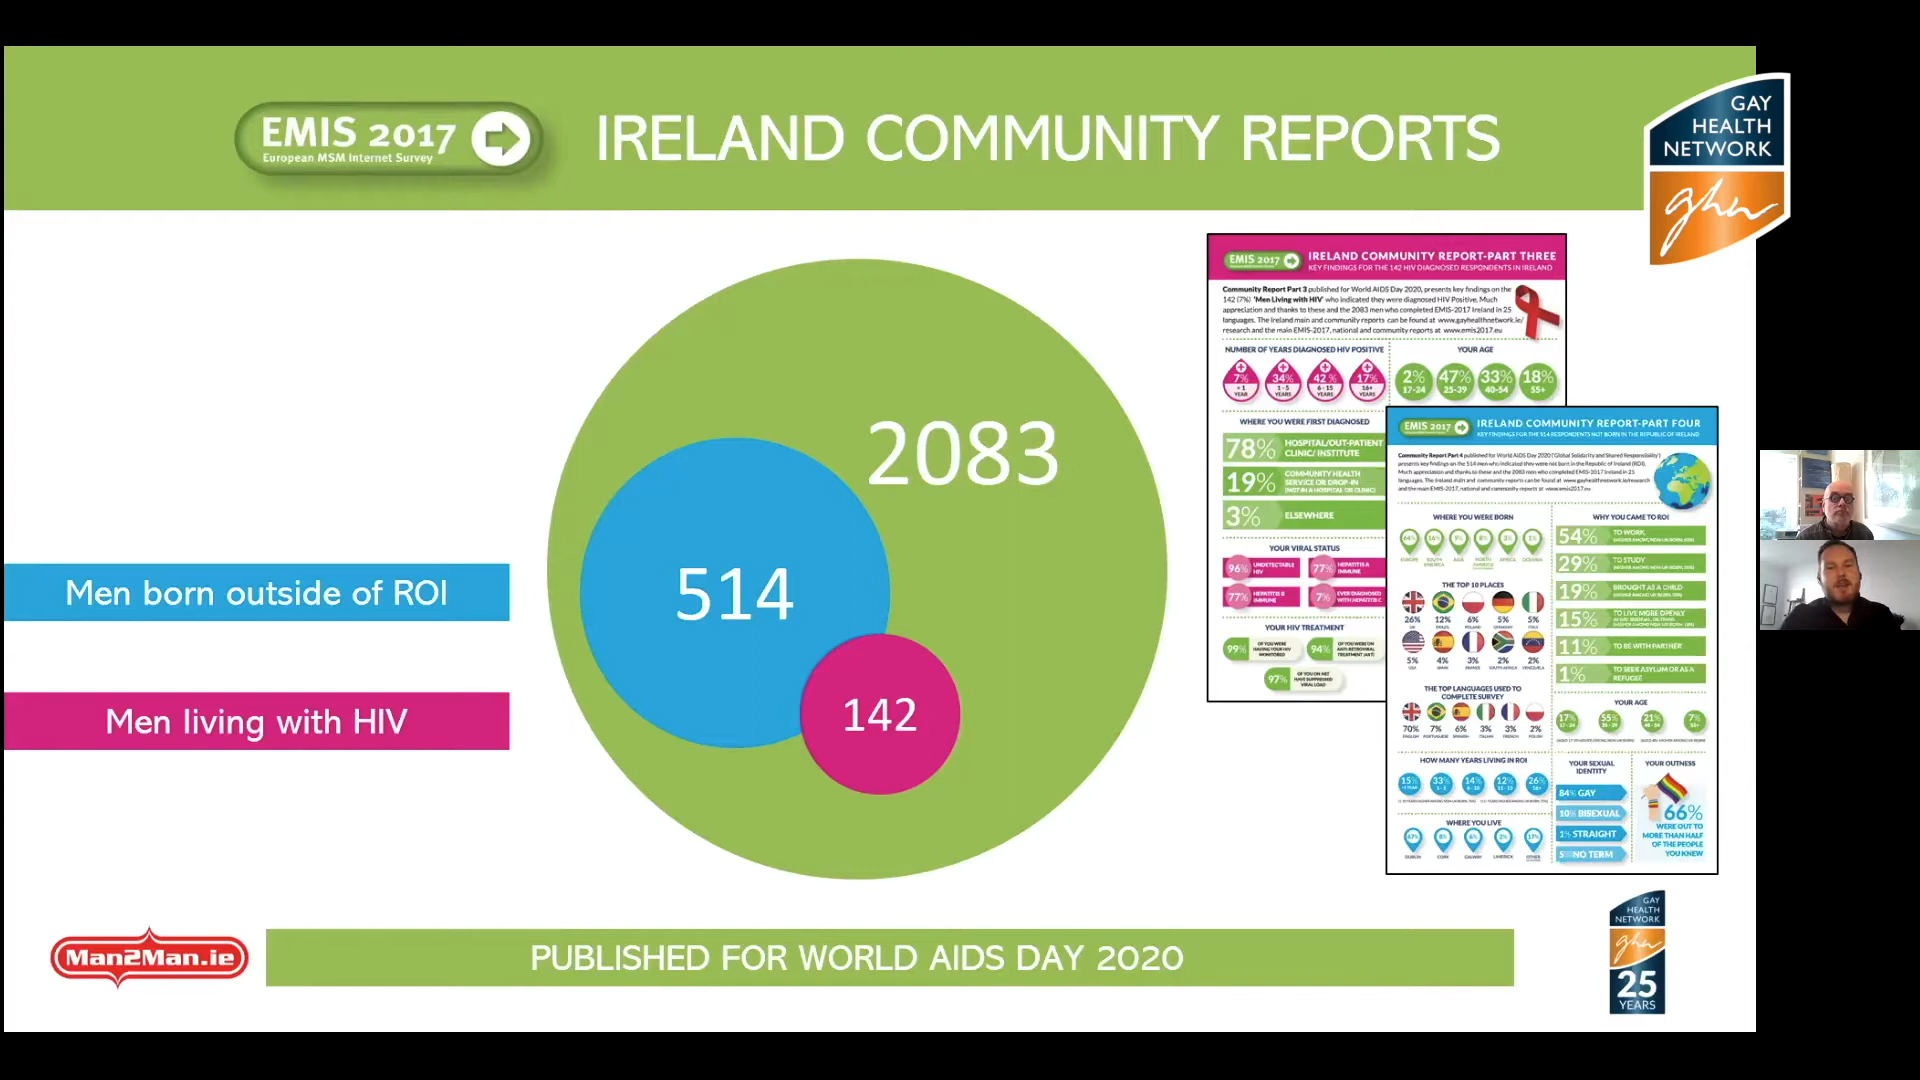 EMIS 2017
European MSM Internet Survey
IRELAND COMMUNITY REPORTS
GAY
HEALTH
NETWORK
ghn
2083
514
142
Men born outside of ROI
Men living with HIV
EMIS 2017
IRELAND COMMUNITY REPORT-PART THREE
KEY FINDINGS FOR THE 142 HIV DIAGNOSED RESPONDENTS IN IRELAND
Community Report Part 3 published for World AIDS Day 2020, presents key findings on the
142 (7%) 'Men Living with HIV' who indicated they were diagnosed HIV Positive. Much
appreciation and thanks to these and the 2083 men who completed EMIS-2017 Ireland in 25
languages. The Ireland main and community reports can be found at www.gayhealthnetwork.ie/
research and the main EMIS-2017, national and community reports at www.emis2017.eu
NUMBER OF YEARS DIAGNOSED HIV POSITIVE
7% <1 YEAR
34% 1-5 YEARS
42% 6-15 YEARS
17% 16+ YEARS
YOUR AGE
2% 47% 33% 18%
17-24 25-39 40-54 55+
WHERE YOU WERE FIRST DIAGNOSED
78% HOSPITAL/OUT-PATIENT
CLINIC/ INSTITUTE
19% COMMUNITY HEALTH
SERVICE OR DROP-IN
(NOT IN A HOSPITAL OR CLINIC)
3% ELSEWHERE
YOUR VIRAL STATUS
96% UNDETECTABLE
HIV
77% HEPATITIS A
IMMUNE
77% HEPATITIS B
IMMUNE
7% EVER DIAGNOSED
WITH HEPATITIS C
YOUR HIV TREATMENT
99% OF YOU WERE
HAVING YOUR HIV
MONITORED
94% OF YOU WERE ON
ANTI-RETROVIRAL
TREATMENT (ART)
97% OF YOU ON ART
HAVE SUPPRESSED
VIRAL LOAD
EMIS 2017
IRELAND COMMUNITY REPORT-PART FOUR
KEY FINDINGS FOR THE 514 RESPONDENTS NOT BORN IN THE REPUBLIC OF IRELAND
Community Report Part 4 published for World AIDS Day 2020 ('Global Solidarity and Shared Responsibility')
presents key findings on the 514 men who indicated they were not born in the Republic of Ireland (ROI).
Much appreciation and thanks to these and the 2083 men who completed EMIS-2017 Ireland in 25
languages. The Ireland main and community reports can be found at www.gayhealthnetwork.ie/research
and the main EMIS-2017, national and community reports at www.emis2017.eu
WHERE YOU WERE BORN
64% 16% 9% 8% 3% 1%
EUROPE SOUTH AMERICA ASIA NORTH AMERICA AFRICA OCEANIA
THE TOP 10 PLACES
26% 12% 6% 5% 5%
UK BRAZIL POLAND GERMANY ITALY
5% 4% 3% 2% 2%
USA SPAIN FRANCE SOUTH AFRICA VENEZUELA
THE TOP LANGUAGES USED TO
COMPLETE SURVEY
70% 7% 6% 3% 3% 2%
ENGLISH PORTUGUESE SPANISH ITALIAN FRENCH POLISH
HOW MANY YEARS LIVING IN ROI
15% 33% 14% 12% 26%
WHERE YOU LIVE
67% 8% 6% 2% 17%
DUBLIN CORK GALWAY LIMERICK OTHER
WHY YOU CAME TO ROI
54% TO WORK
29% TO STUDY
19% BROUGHT AS A CHILD
15% TO LIVE MORE OPENLY
11% TO BE WITH PARTNER
1% TO SEEK ASYLUM OR AS A
REFUGEE
YOUR AGE
17% 55% 21% 7%
YOUR SEXUAL
IDENTITY
84% GAY
10% BISEXUAL
1% STRAIGHT
5% NO TERM
YOUR OUTNESS
66%
WERE OUT TO
MORE THAN HALF
OF THE PEOPLE
YOU KNEW
Man2Man.ie
PUBLISHED FOR WORLD AIDS DAY 2020
GAY
HEALTH
NETWORK
ghn
25
YEARS